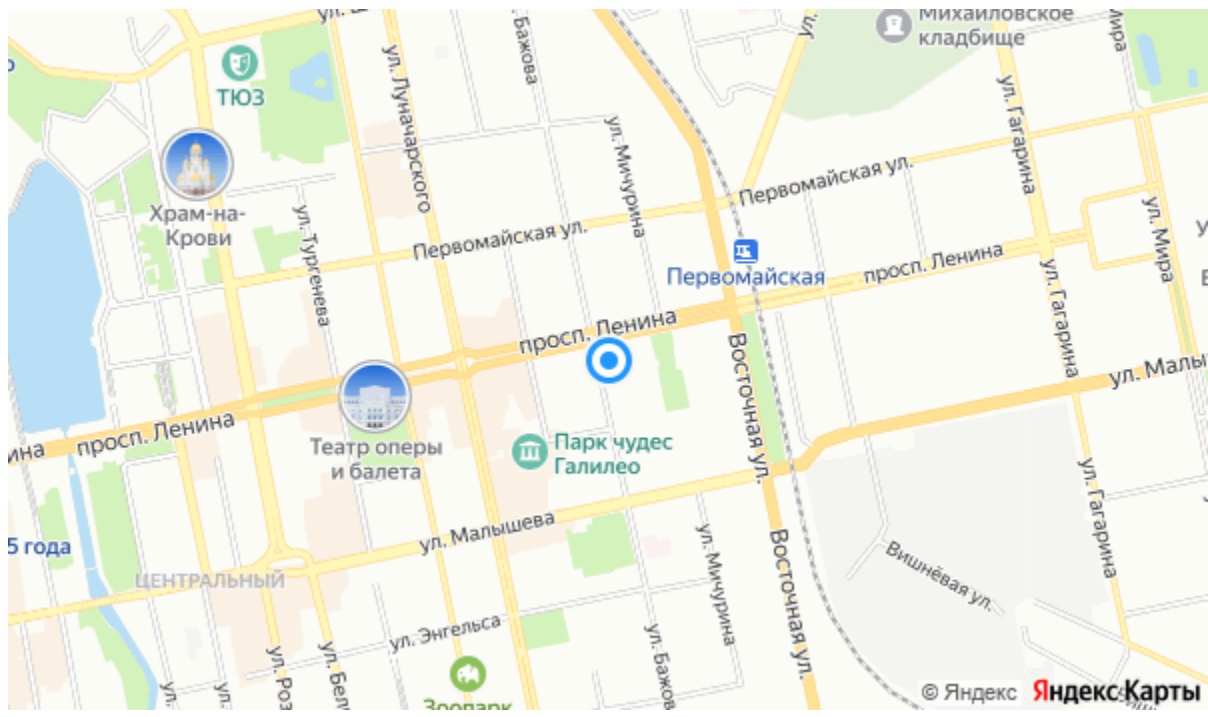 Михайловское
кладбище
ул. Мира
ул. Бажова
ул. Луначарского
ТЮЗ
ул. Гагарина
ул. Мичурина
Первомайская ул.
Храм-на-
Крови
ул. Тургенева
Первомайская ул.
ул. Мира
Первомайская
просп. Ленина
ул. Гагарина
просп. Ленина
Восточная ул.
ул. Малы
просп. Ленина
Театр оперы
и балета
Парк чудес
Галилео
ул. Гагарина
ул. Малышева
5 года
ЦЕНТРАЛЬНЫЙ
ул. Мичурина
Восточная ул.
Вишнёвая ул.
ул. Энгельса
ул. Роз
ул. Бел
ул. Бажов
Зоопарк
© Яндекс Яндекс Карты